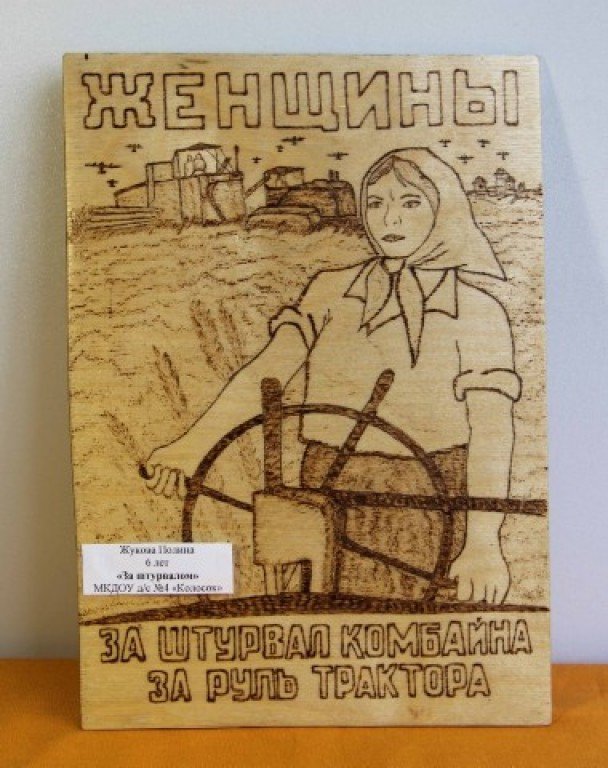 ЖЕНЩИНЫ
Жукова Полина
6 лет
«За штурвалом»
МКДОУ д/с №4 «Колосок»
ЗА ШТУРВАЛ КОМБАЙНА
ЗА РУЛЬ ТРАКТОРА